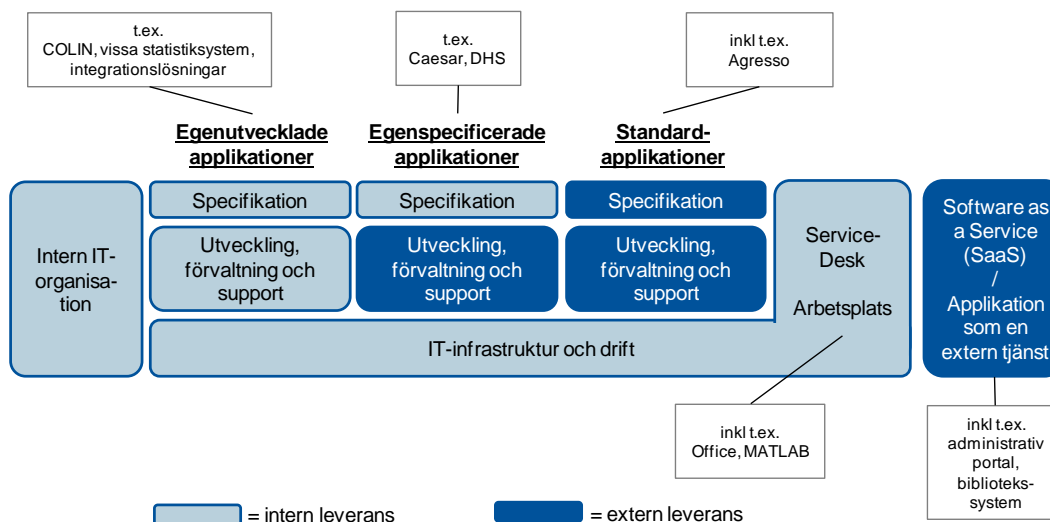 t.ex.
COLIN, vissa statistiksystem,
integrationslösningar
t.ex.
Caesar, DHS
inkl t.ex.
Agresso
Egenutvecklade
applikationer
Egenspecificerade
applikationer
Standard-
applikationer
Intern IT-
organisa-
tion
Specifikation
Specifikation
Specifikation
Utveckling,
förvaltning och
support
Utveckling,
förvaltning och
support
Utveckling,
förvaltning och
support
Service-
Desk
Arbetsplats
Software as
a Service
(SaaS)
/
Applikation
som en
extern tjänst
IT-infrastruktur och drift
inkl t.ex.
Office, MATLAB
inkl t.ex.
administrativ
portal,
biblioteks-
system
= intern leverans
= extern leverans